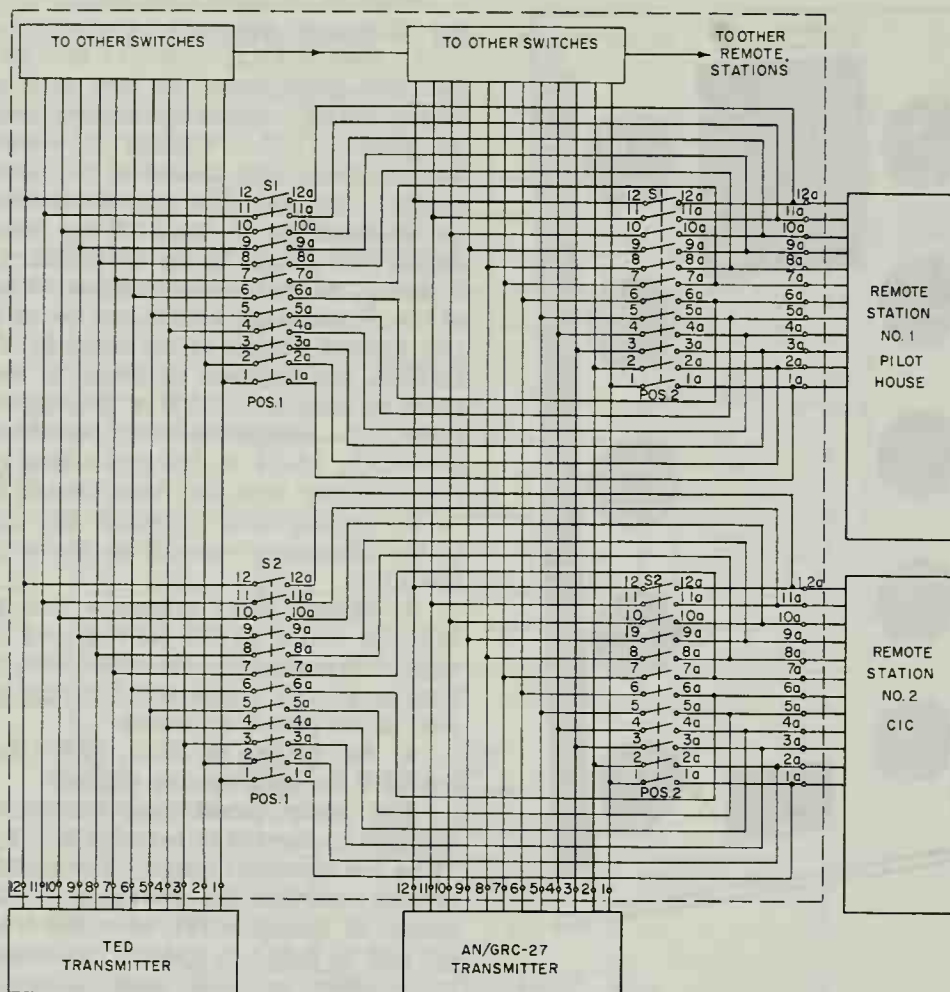 TO OTHER SWITCHES
TO OTHER SWITCHES
TO OTHER
REMOTE
STATIONS
S1
12 12a
11 11a
10 10a
9 9a
8 8a
7 7a
6 6a
5 5a
4 4a
3 3a
2 2a
1 1a
POS.1
S1
12 12a
11 11a
10 10a
9 9a
8 8a
7 7a
6 6a
5 5a
4 4a
3 3a
2 2a
1 1a
POS.2
12a
11a
10a
9a
8a
7a
6a
5a
4a
3a
2a
1a
REMOTE
STATION
NO. 1
PILOT
HOUSE
S2
12 12a
11 11a
10 10a
9 9a
8 8a
7 7a
6 6a
5 5a
4 4a
3 3a
2 2a
1 1a
POS.1
S2
12 12a
11 11a
10 10a
19 9a
8 8a
7 7a
6 6a
5 5a
4 4a
3 3a
2 2a
1 1a
POS.2
12a
11a
10a
9a
8a
7a
6a
5a
4a
3a
2a
1a
REMOTE
STATION
NO. 2
CIC
12 11 10 9 8 7 6 5 4 3 2 1
12 11 10 9 8 7 6 5 4 3 2 1
TED
TRANSMITTER
AN/GRC-27
TRANSMITTER